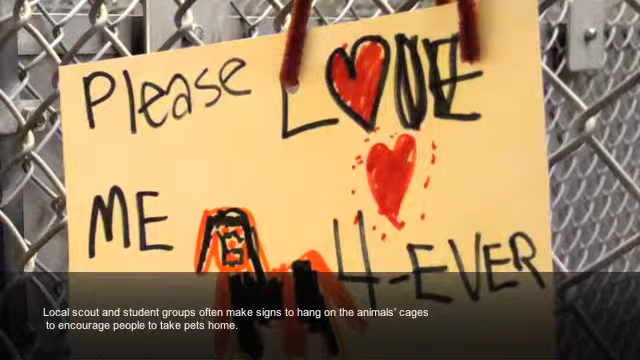 Please LOVE
ME
4-EVER
Local scout and student groups often make signs to hang on the animals' cages
to encourage people to take pets home.